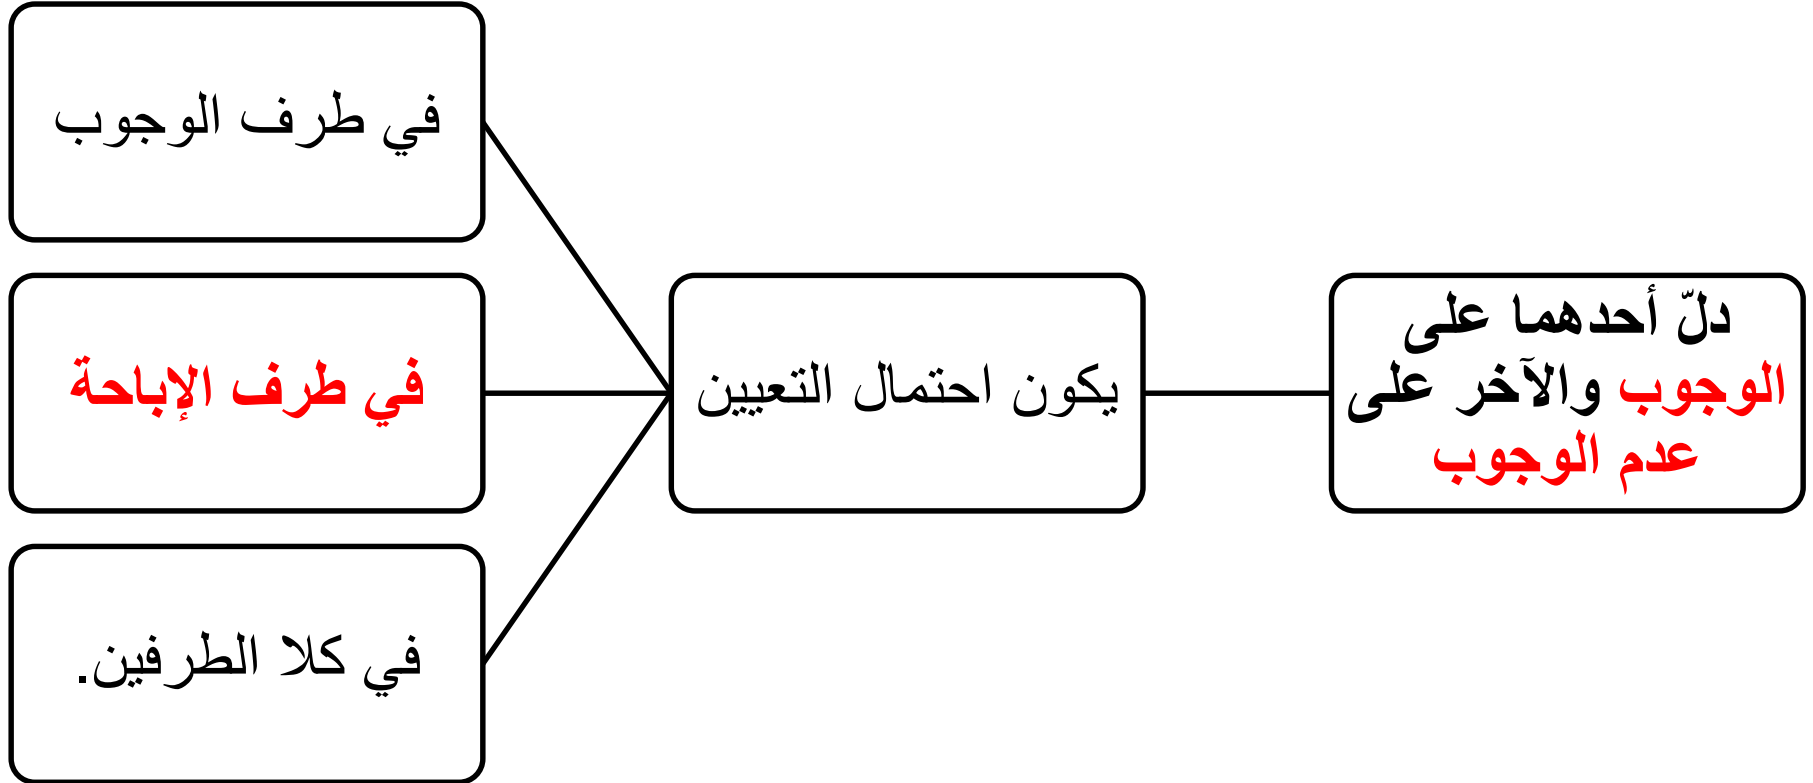 دلّ أحدهما على
الوجوب والآخر على
عدم الوجوب
يكون احتمال التعيين
في طرف الوجوب
في طرف الإباحة
في كلا الطرفين.